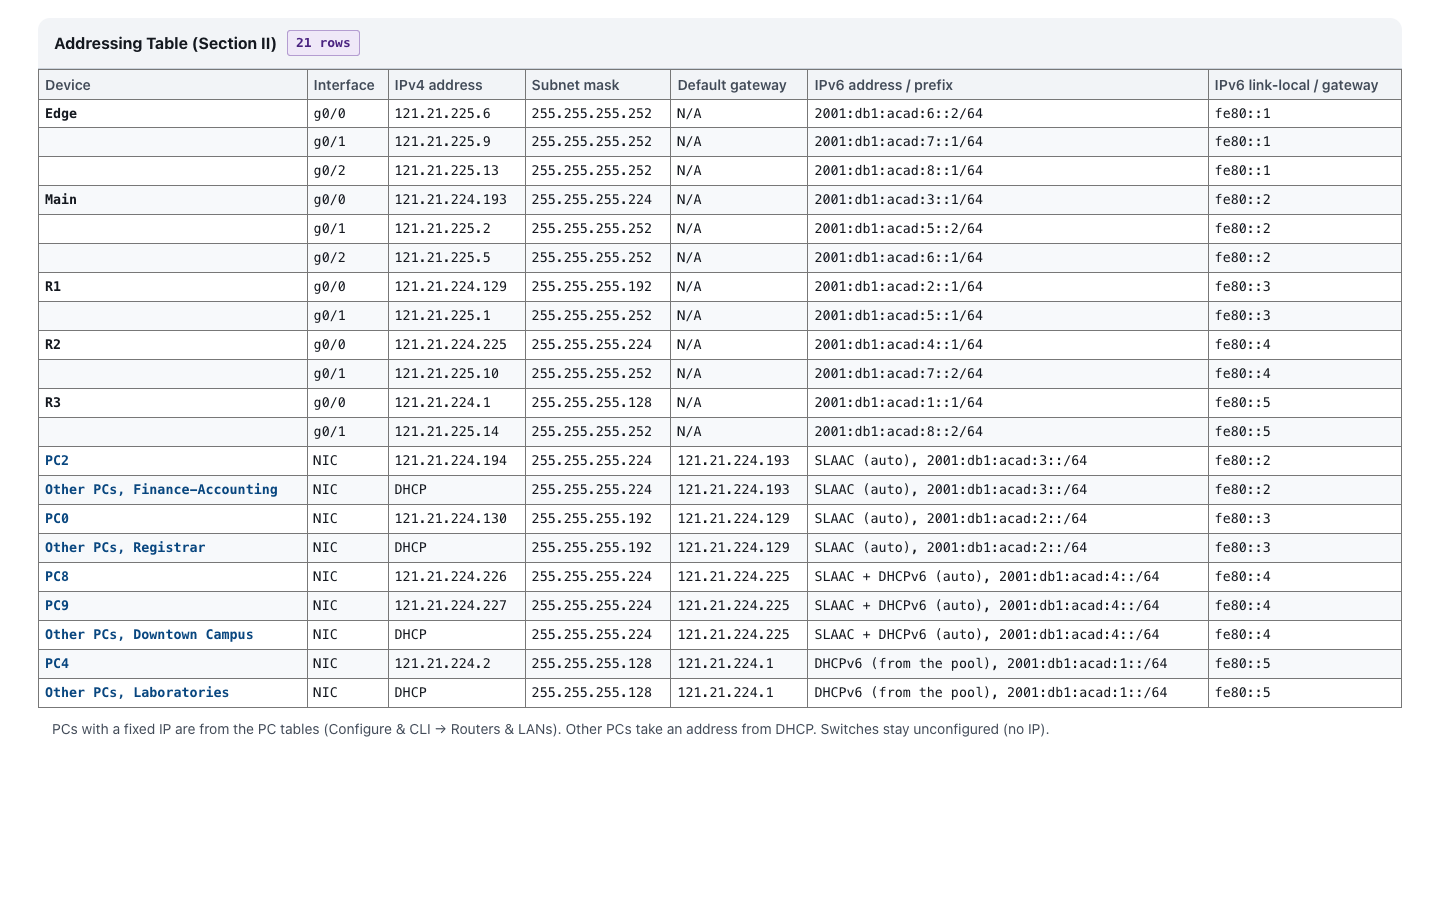 Addressing Table (Section II) 21 rows
Device Interface IPv4 address Subnet mask Default gateway IPv6 address / prefix IPv6 link-local / gateway
Edge g0/0 121.21.225.6 255.255.255.252 N/A 2001:db1:acad:6::2/64 fe80::1
g0/1 121.21.225.9 255.255.255.252 N/A 2001:db1:acad:7::1/64 fe80::1
g0/2 121.21.225.13 255.255.255.252 N/A 2001:db1:acad:8::1/64 fe80::1
Main g0/0 121.21.224.193 255.255.255.224 N/A 2001:db1:acad:3::1/64 fe80::2
g0/1 121.21.225.2 255.255.255.252 N/A 2001:db1:acad:5::2/64 fe80::2
g0/2 121.21.225.5 255.255.255.252 N/A 2001:db1:acad:6::1/64 fe80::2
R1 g0/0 121.21.224.129 255.255.255.192 N/A 2001:db1:acad:2::1/64 fe80::3
g0/1 121.21.225.1 255.255.255.252 N/A 2001:db1:acad:5::1/64 fe80::3
R2 g0/0 121.21.224.225 255.255.255.224 N/A 2001:db1:acad:4::1/64 fe80::4
g0/1 121.21.225.10 255.255.255.252 N/A 2001:db1:acad:7::2/64 fe80::4
R3 g0/0 121.21.224.1 255.255.255.128 N/A 2001:db1:acad:1::1/64 fe80::5
g0/1 121.21.225.14 255.255.255.252 N/A 2001:db1:acad:8::2/64 fe80::5
PC2 NIC 121.21.224.194 255.255.255.224 121.21.224.193 SLAAC (auto), 2001:db1:acad:3::/64 fe80::2
Other PCs, Finance–Accounting NIC DHCP 255.255.255.224 121.21.224.193 SLAAC (auto), 2001:db1:acad:3::/64 fe80::2
PC0 NIC 121.21.224.130 255.255.255.192 121.21.224.129 SLAAC (auto), 2001:db1:acad:2::/64 fe80::3
Other PCs, Registrar NIC DHCP 255.255.255.192 121.21.224.129 SLAAC (auto), 2001:db1:acad:2::/64 fe80::3
PC8 NIC 121.21.224.226 255.255.255.224 121.21.224.225 SLAAC + DHCPv6 (auto), 2001:db1:acad:4::/64 fe80::4
PC9 NIC 121.21.224.227 255.255.255.224 121.21.224.225 SLAAC + DHCPv6 (auto), 2001:db1:acad:4::/64 fe80::4
Other PCs, Downtown Campus NIC DHCP 255.255.255.224 121.21.224.225 SLAAC + DHCPv6 (auto), 2001:db1:acad:4::/64 fe80::4
PC4 NIC 121.21.224.2 255.255.255.128 121.21.224.1 DHCPv6 (from the pool), 2001:db1:acad:1::/64 fe80::5
Other PCs, Laboratories NIC DHCP 255.255.255.128 121.21.224.1 DHCPv6 (from the pool), 2001:db1:acad:1::/64 fe80::5
PCs with a fixed IP are from the PC tables (Configure & CLI → Routers & LANs). Other PCs take an address from DHCP. Switches stay unconfigured (no IP).